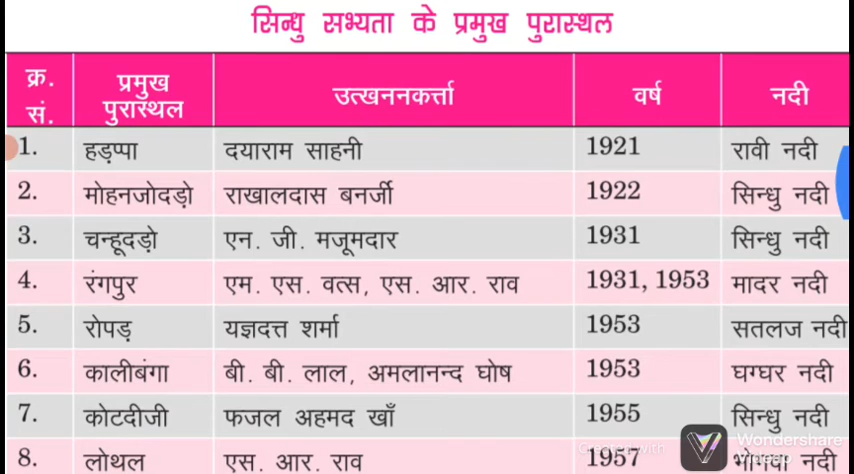 सिन्धु सभ्यता के प्रमुख पुरास्थल
क्र. सं. प्रमुख पुरास्थल उत्खननकर्त्ता वर्ष नदी
1. हड़प्पा दयाराम साहनी 1921 रावी नदी
2. मोहनजोदड़ो राखालदास बनर्जी 1922 सिन्धु नदी
3. चन्हूदड़ो एन. जी. मजूमदार 1931 सिन्धु नदी
4. रंगपुर एम. एस. वत्स, एस. आर. राव 1931, 1953 मादर नदी
5. रोपड़ यज्ञदत्त शर्मा 1953 सतलज नदी
6. कालीबंगा बी. बी. लाल, अमलानन्द घोष 1953 घग्घर नदी
7. कोटदीजी फजल अहमद खाँ 1955 सिन्धु नदी
8. लोथल एस. आर. राव 1957 नदी
Created with Wondershare